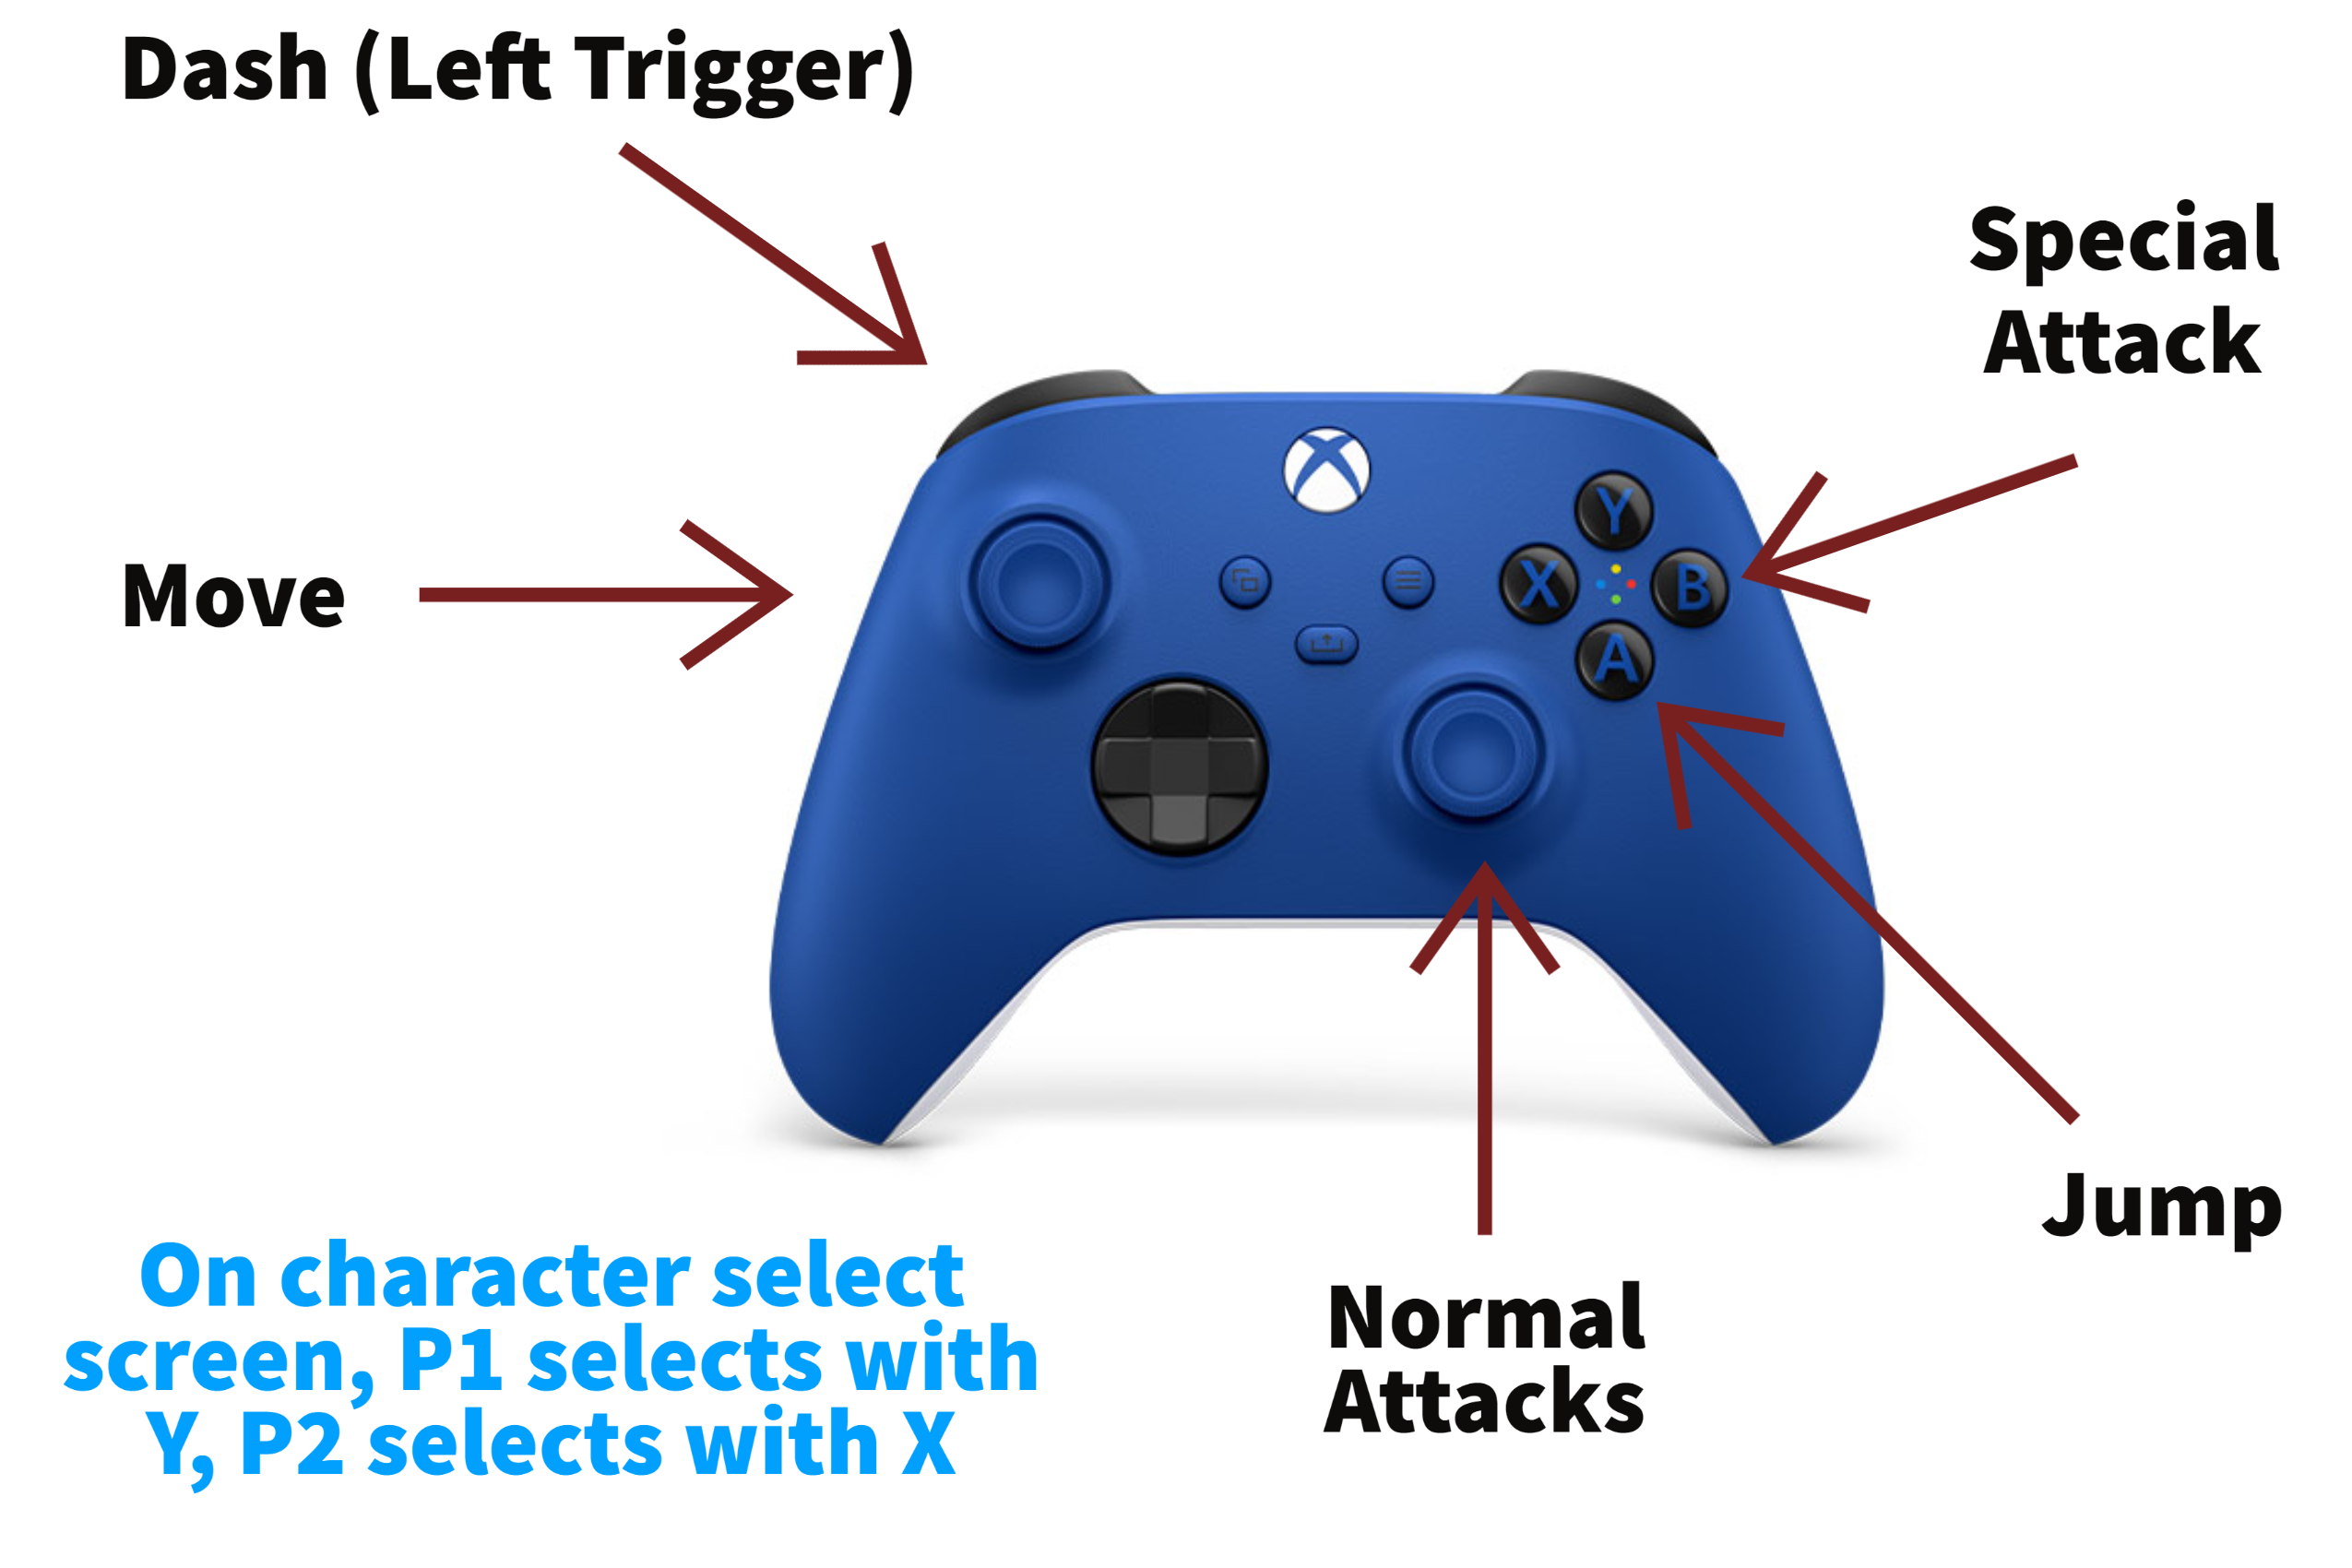 Dash (Left Trigger)
Special
Attack
Move
Y
X
B
A
Jump
On character select
screen, P1 selects with
Y, P2 selects with X
Normal
Attacks